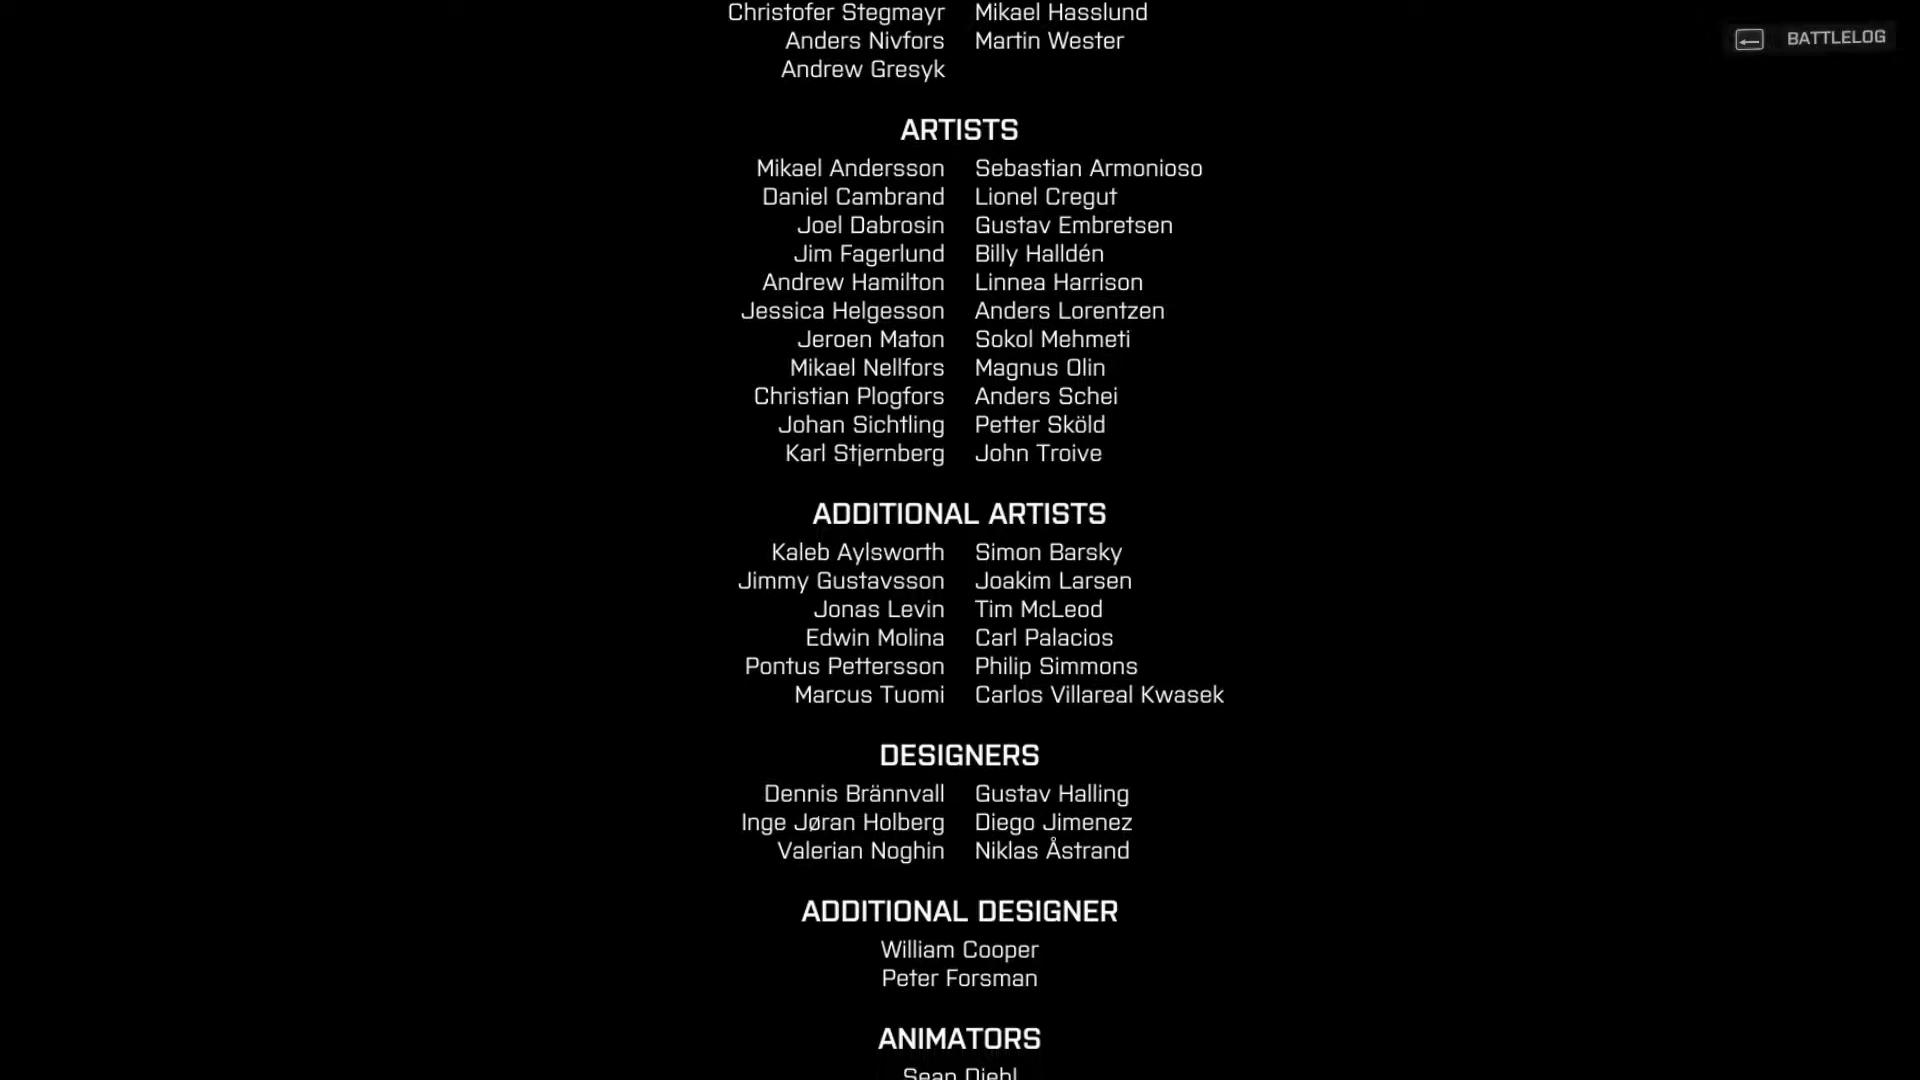 Christofer Stegmayr Mikael Hasslund
BATTLELOG
Anders Nivfors Martin Wester
Andrew Gresyk
ARTISTS
Mikael Andersson Sebastian Armonioso
Daniel Cambrand Lionel Cregut
Joel Dabrosin Gustav Embretsen
Jim Fagerlund Billy Halldén
Andrew Hamilton Linnea Harrison
Jessica Helgesson Anders Lorentzen
Jeroen Maton Sokol Mehmeti
Mikael Nellfors Magnus Olin
Christian Plogfors Anders Schei
Johan Sichtling Petter Sköld
Karl Stjernberg John Troive
ADDITIONAL ARTISTS
Kaleb Aylsworth Simon Barsky
Jimmy Gustavsson Joakim Larsen
Jonas Levin Tim McLeod
Edwin Molina Carl Palacios
Pontus Pettersson Philip Simmons
Marcus Tuomi Carlos Villareal Kwasek
DESIGNERS
Dennis Brännvall Gustav Halling
Inge Jøran Holberg Diego Jimenez
Valerian Noghin Niklas Åstrand
ADDITIONAL DESIGNER
William Cooper
Peter Forsman
ANIMATORS
Sean Diehl